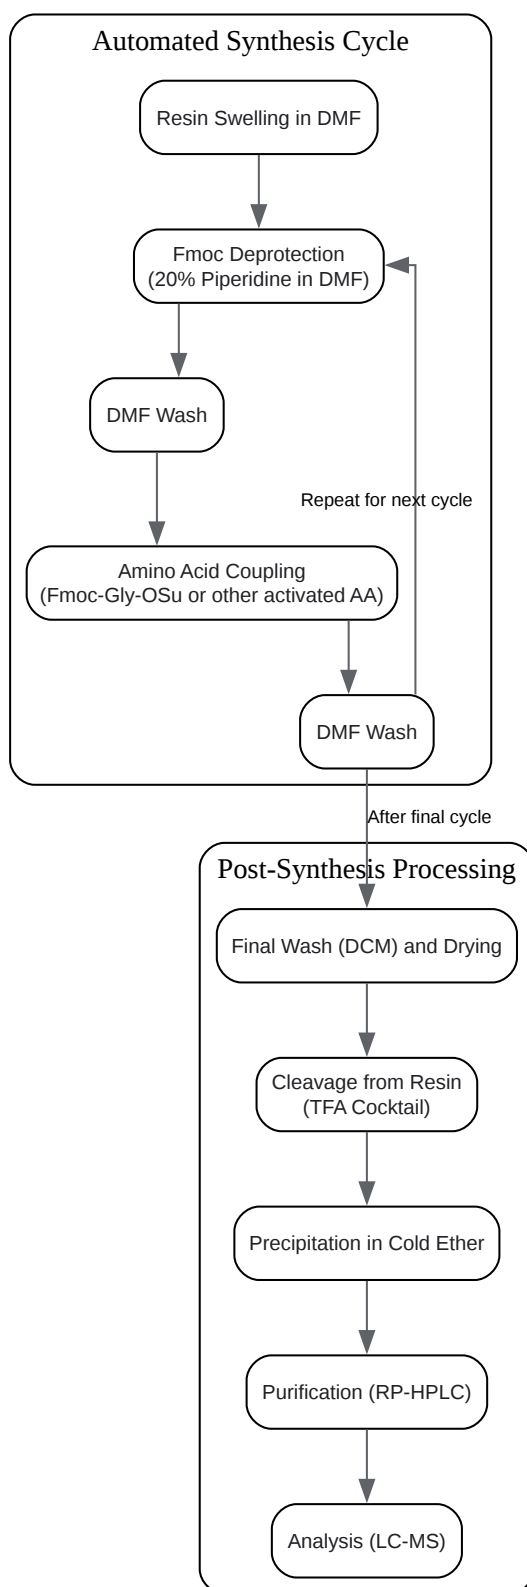 Automated Synthesis Cycle
Resin Swelling in DMF
Fmoc Deprotection
(20% Piperidine in DMF)
DMF Wash
Repeat for next cycle
Amino Acid Coupling
(Fmoc-Gly-OSu or other activated AA)
DMF Wash
After final cycle
Post-Synthesis Processing
Final Wash (DCM) and Drying
Cleavage from Resin
(TFA Cocktail)
Precipitation in Cold Ether
Purification (RP-HPLC)
Analysis (LC-MS)